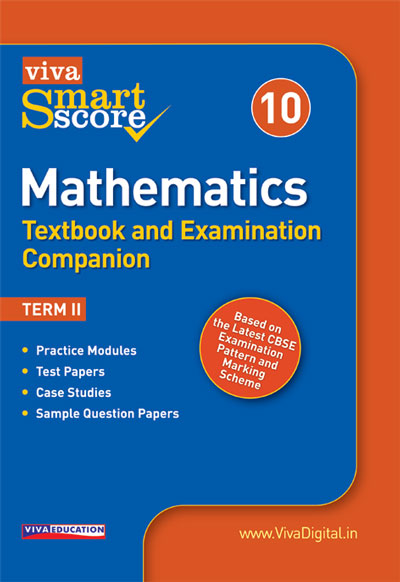 viva
Smart
score
10
Mathematics
Textbook and Examination
Companion
TERM II
• Practice Modules
• Test Papers
• Case Studies
• Sample Question Papers
Based on
the Latest CBSE
Examination
Pattern and
Marking
Scheme
VIVA EDUCATION
www.VivaDigital.in